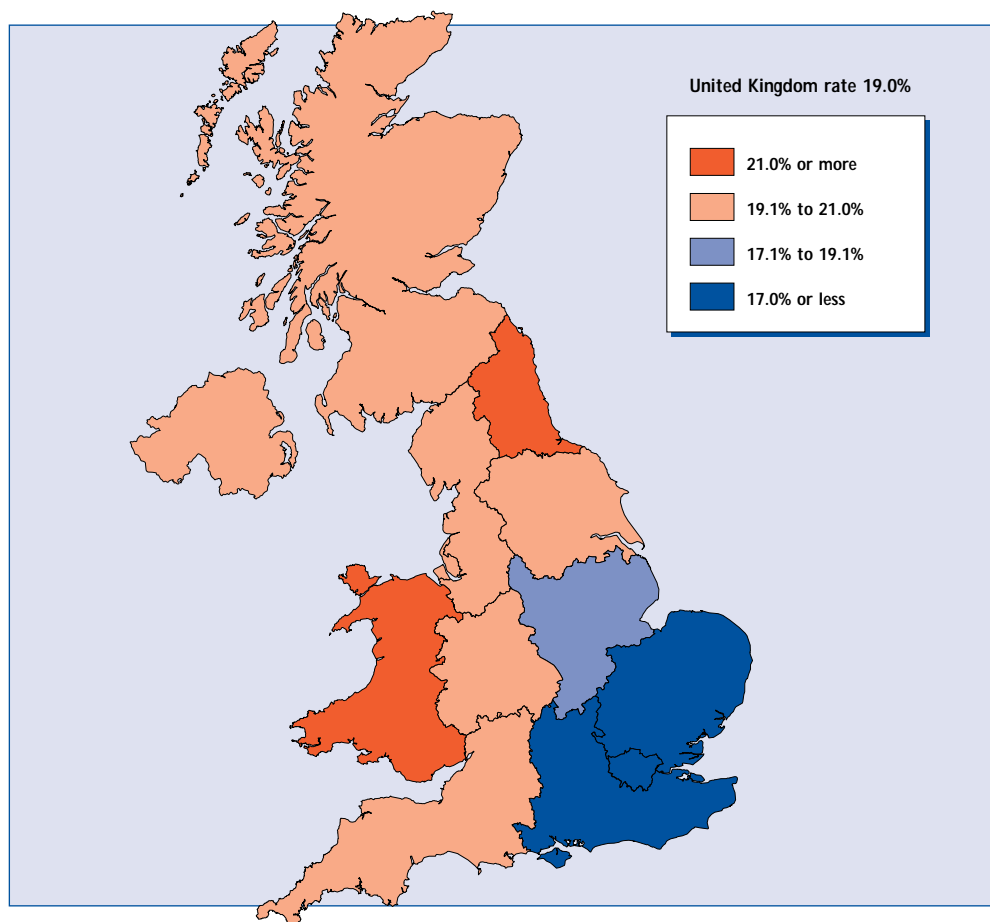 United Kingdom rate 19.0%
21.0% or more
19.1% to 21.0%
17.1% to 19.1%
17.0% or less